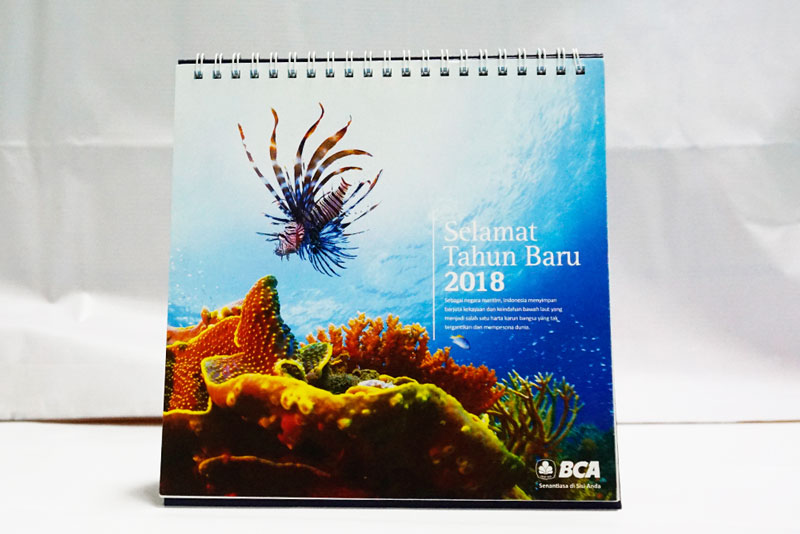 Selamat
Tahun Baru
2018
Sebagai negara maritim, Indonesia menyimpan
berjuta kekayaan dan keindahan bawah laut yang
menjadi salah satu harta karun bangsa yang tak
tergantikan dan mempesona dunia.
BCA
Senantiasa di Sisi Anda